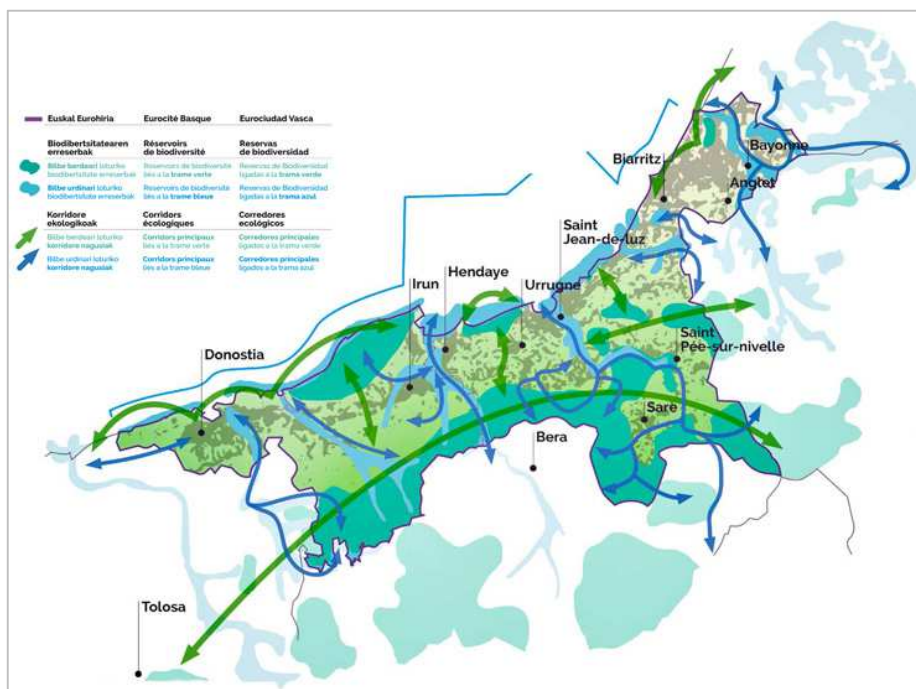 Euskal Eurohiria
Eurocité Basque
Eurociudad Vasca
Biodibertsitatearen
erreserbak
Réservoirs
de biodiversité
Reservas
de biodiversidad
Bilbe berdeari loturiko
biodibertsitate erreserbak
Réservoirs de biodiversité
liés à la trame verte
Reservas de Biodiversidad
ligadas a la trama verde
Bilbe urdinari loturiko
biodibertsitate erreserbak
Réservoirs de biodiversité
liés à la trame bleue
Reservas de Biodiversidad
ligadas a la trama azul
Korridore
ekologikoak
Corridors
écologiques
Corredores
ecológicos
Bilbe berdeari loturiko
korridore nagusiak
Corridors principaux
liés à la trame verte
Corredores principales
ligados a la trama verde
Bilbe urdinari loturiko
korridore nagusiak
Corridors principaux
liés à la trame bleue
Corredores principales
ligados a la trama azul
Biarritz
Bayonne
Anglet
Saint
Jean-de-luz
Hendaye
Irun
Urrugne
Donostia
Saint
Pée-sur-nivelle
Sare
Bera
Tolosa